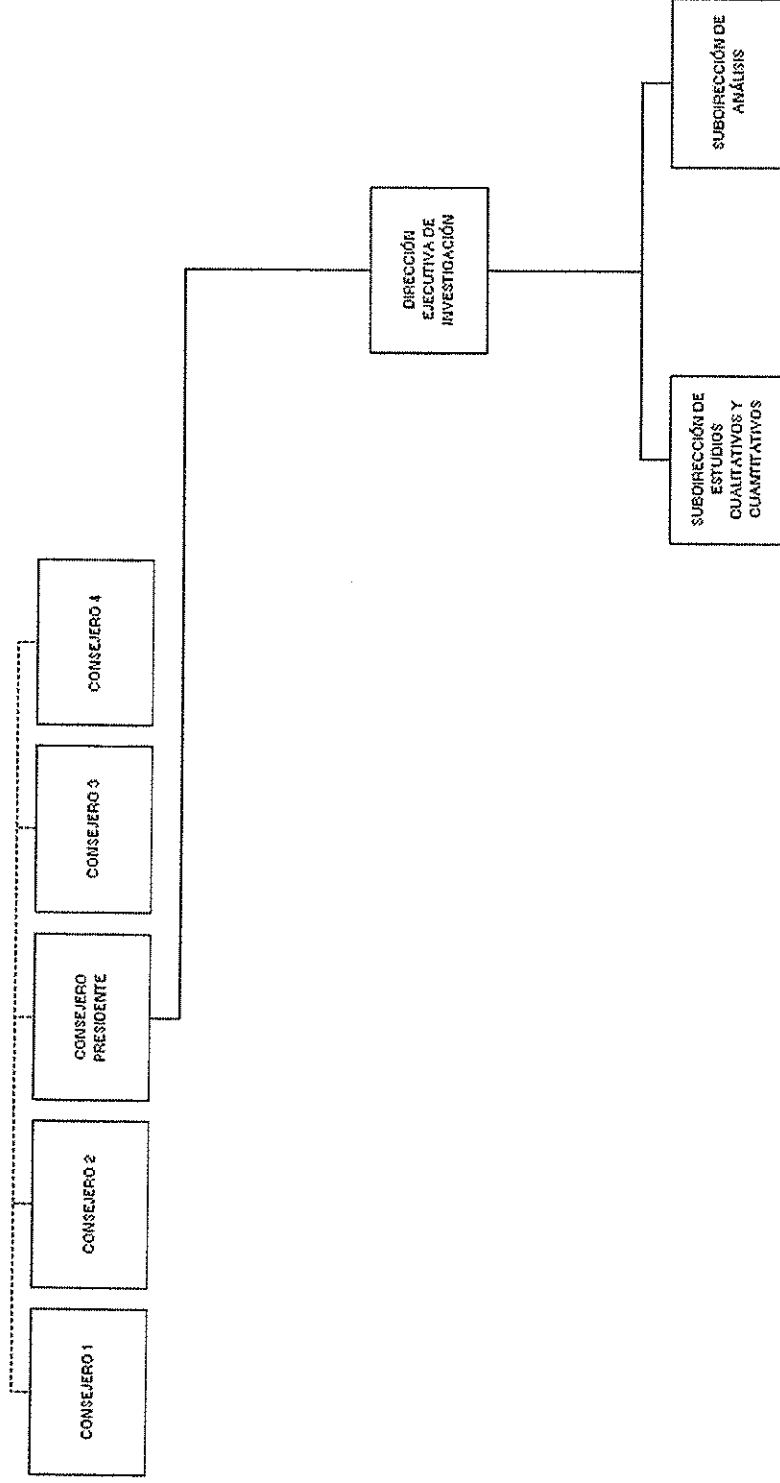 CONSEJERO 1
CONSEJERO 2
CONSEJERO
PRESIDENTE
CONSEJERO 3
CONSEJERO 4
DIRECCIÓN
EJECUTIVA DE
INVESTIGACIÓN
SUBDIRECCIÓN DE
ESTUDIOS
CUALITATIVOS Y
CUANTITATIVOS
SUBDIRECCIÓN DE
ANÁLISIS